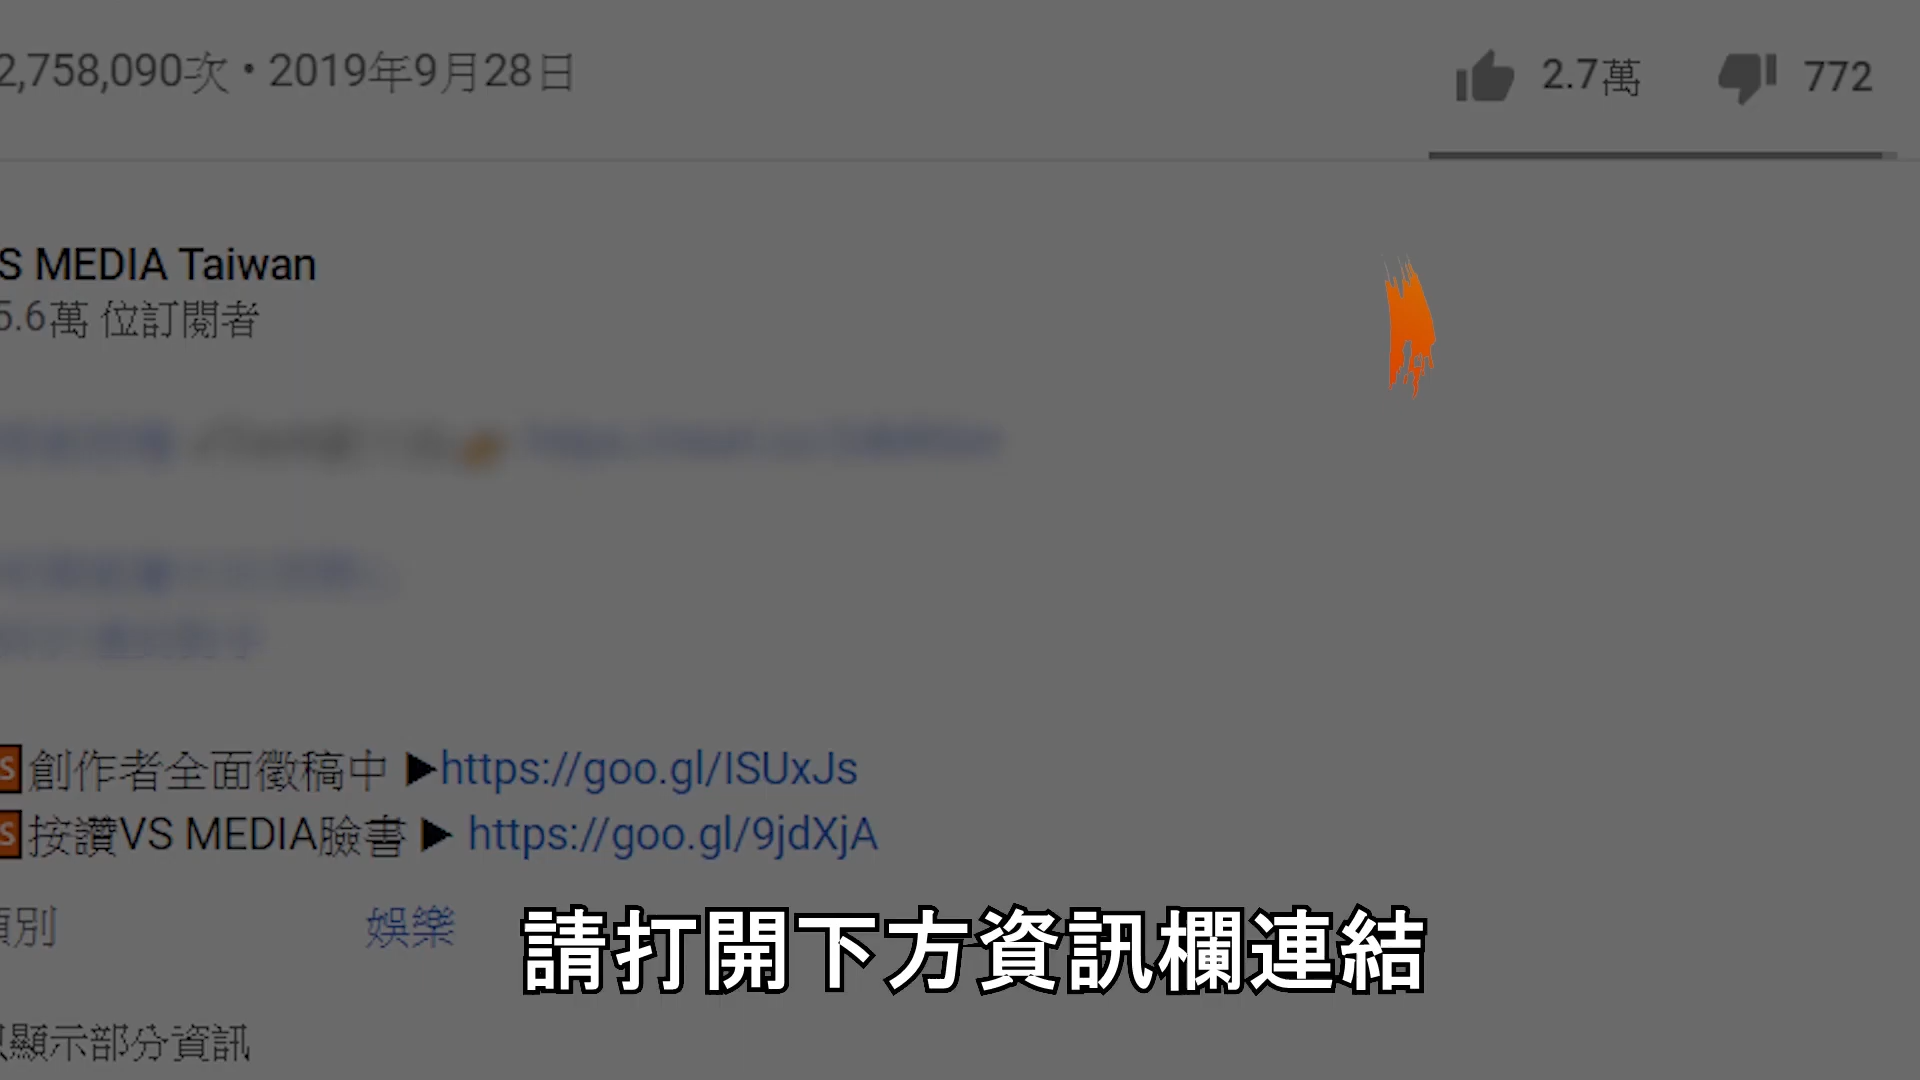 2,758,090次 • 2019年9月28日
2.7萬
772
S MEDIA Taiwan
5.6萬 位訂閱者
S創作者全面徵稿中 ▶https://goo.gl/ISUxJs
S按讚VS MEDIA臉書 ▶ https://goo.gl/9jdXjA
類別 娛樂
請打開下方資訊欄連結
只顯示部分資訊